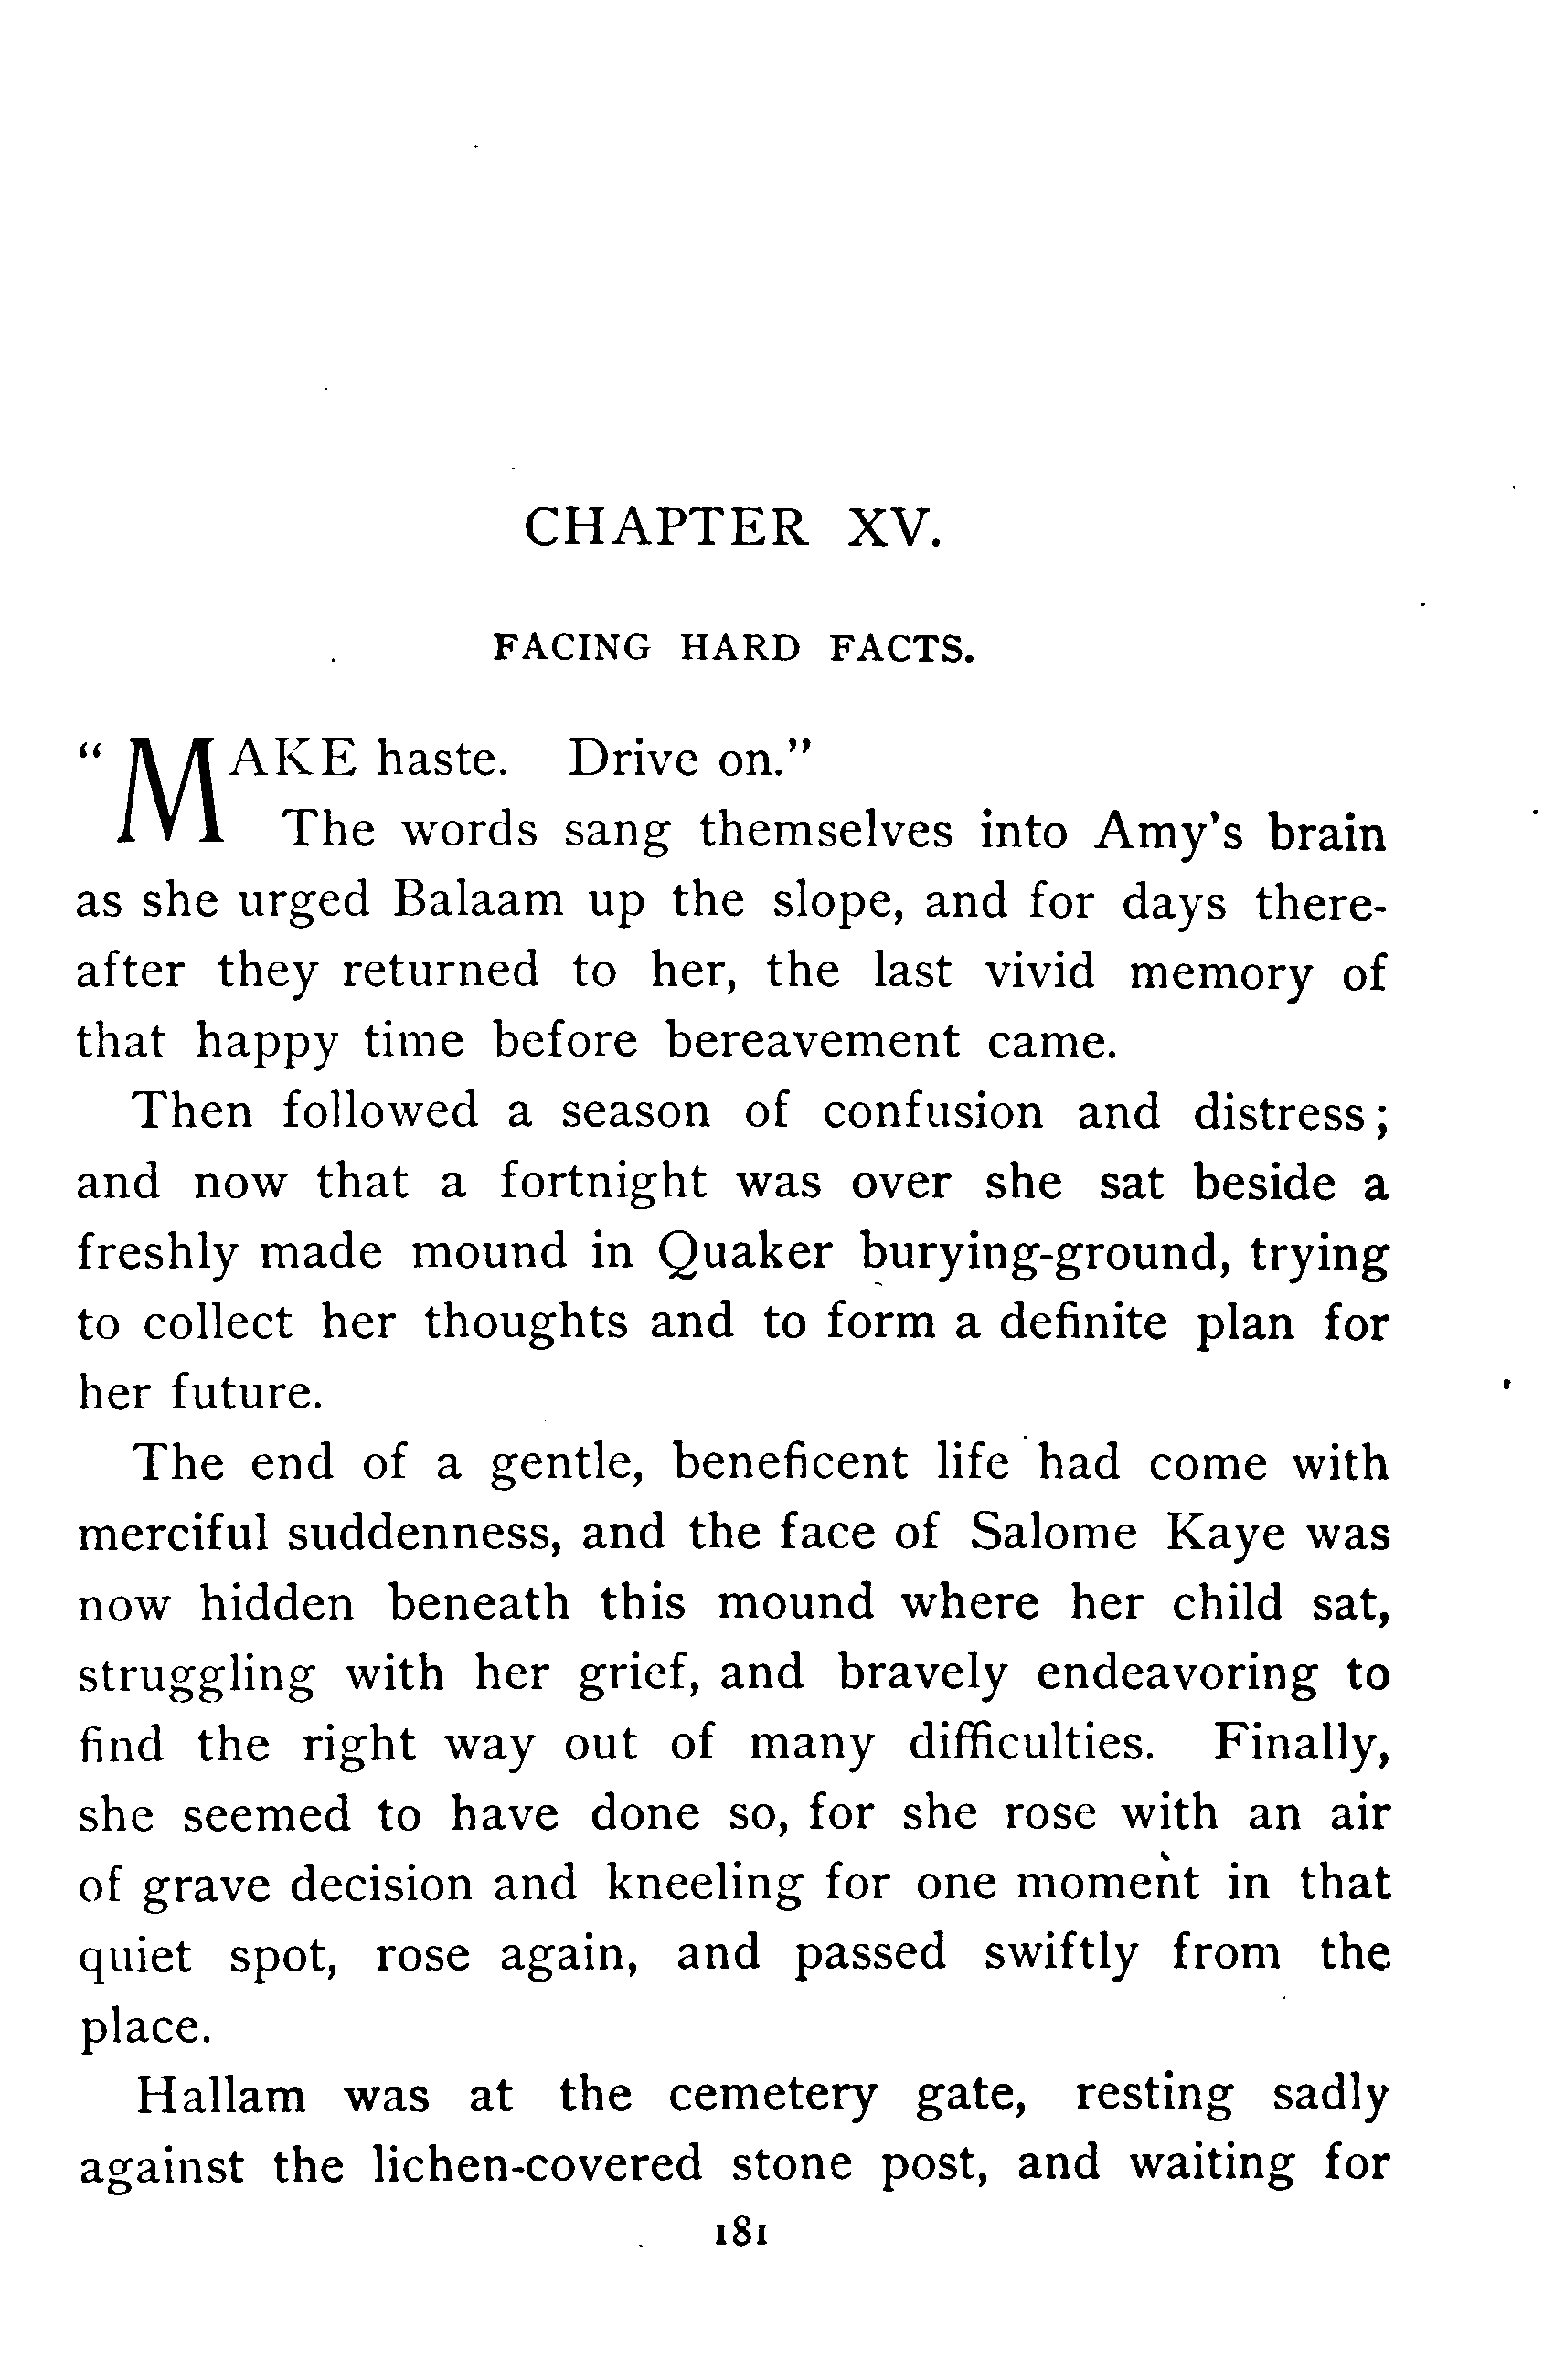 CHAPTER XV.
FACING HARD FACTS.
“MAKE haste. Drive on.”
The words sang themselves into Amy’s brain
as she urged Balaam up the slope, and for days there-
after they returned to her, the last vivid memory of
that happy time before bereavement came.
Then followed a season of confusion and distress;
and now that a fortnight was over she sat beside a
freshly made mound in Quaker burying-ground, trying
to collect her thoughts and to form a definite plan for
her future.
The end of a gentle, beneficent life had come with
merciful suddenness, and the face of Salome Kaye was
now hidden beneath this mound where her child sat,
struggling with her grief, and bravely endeavoring to
find the right way out of many difficulties. Finally,
she seemed to have done so, for she rose with an air
of grave decision and kneeling for one moment in that
quiet spot, rose again, and passed swiftly from the
place.
Hallam was at the cemetery gate, resting sadly
against the lichen-covered stone post, and waiting for
181